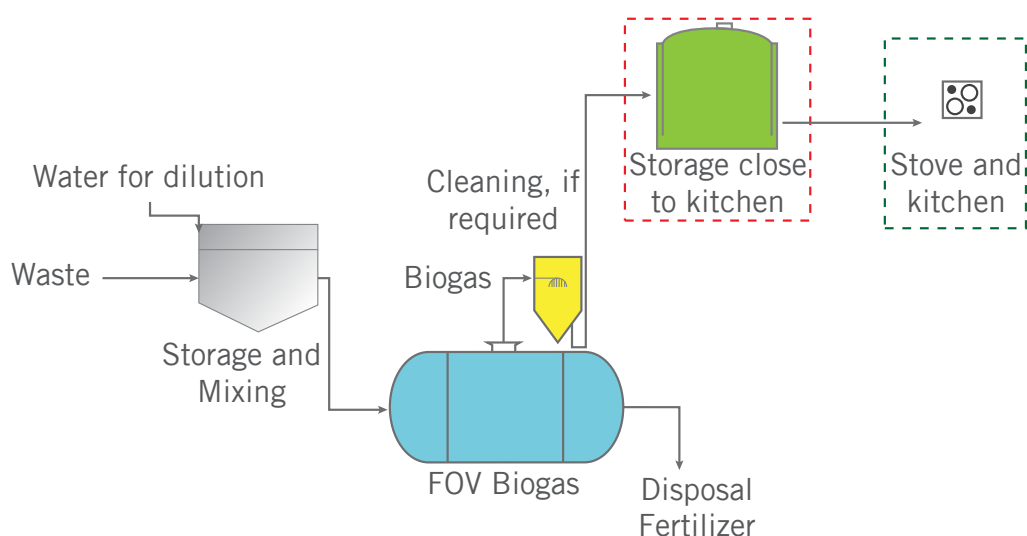 Water for dilution
Waste
Storage and
Mixing
Biogas
Cleaning, if
required
Storage close
to kitchen
Stove and
kitchen
FOV Biogas
Disposal
Fertilizer